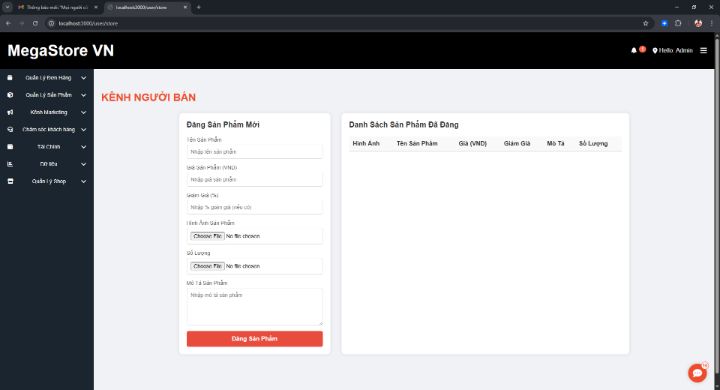 Thông báo mới: "Mọi người cũ
localhost:3000/user/store
localhost:3000/user/store
MegaStore VN
Hello, Admin
Quản Lý Đơn Hàng
Quản Lý Sản Phẩm
Kênh Marketing
Chăm sóc khách hàng
Tài Chính
Dữ liệu
Quản Lý Shop
KÊNH NGƯỜI BÁN
Đăng Sản Phẩm Mới
Tên Sản Phẩm
Nhập tên sản phẩm
Giá Sản Phẩm (VND)
Nhập giá sản phẩm
Giảm Giá (%)
Nhập % giảm giá (nếu có)
Hình Ảnh Sản Phẩm
Choose File No file chosen
Số Lượng
Choose File No file chosen
Mô Tả Sản Phẩm
Nhập mô tả sản phẩm
Đăng Sản Phẩm
Danh Sách Sản Phẩm Đã Đăng
Hình Ảnh Tên Sản Phẩm Giá (VND) Giảm Giá Mô Tả Số Lượng